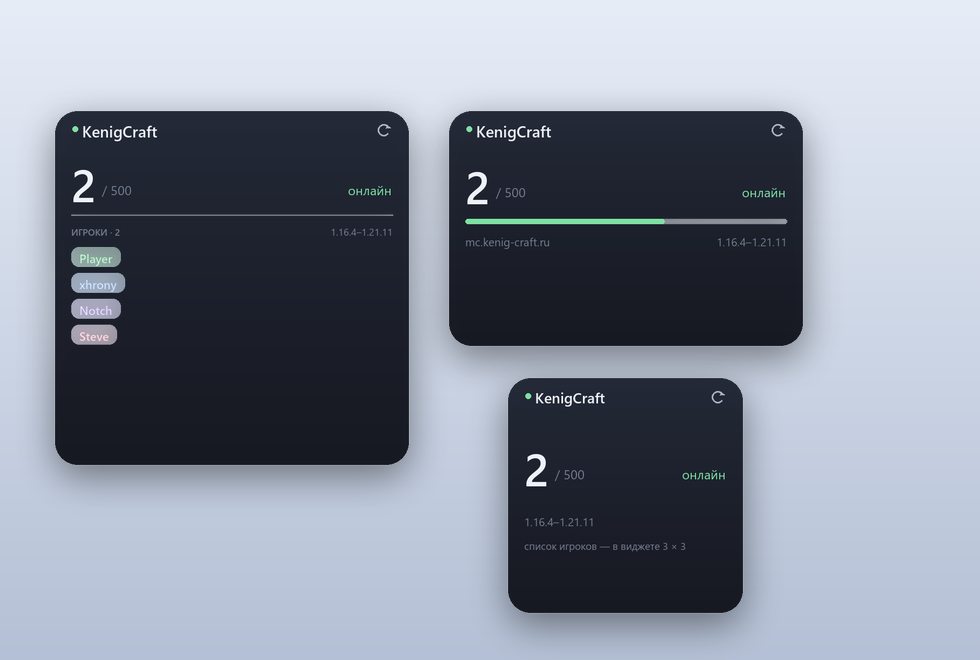 KenigCraft
2 / 500 онлайн
ИГРОКИ · 2 1.16.4–1.21.11
Player
xhrony
Notch
Steve
KenigCraft
2 / 500 онлайн
mc.kenig-craft.ru 1.16.4–1.21.11
KenigCraft
2 / 500 онлайн
1.16.4–1.21.11
список игроков — в виджете 3 × 3